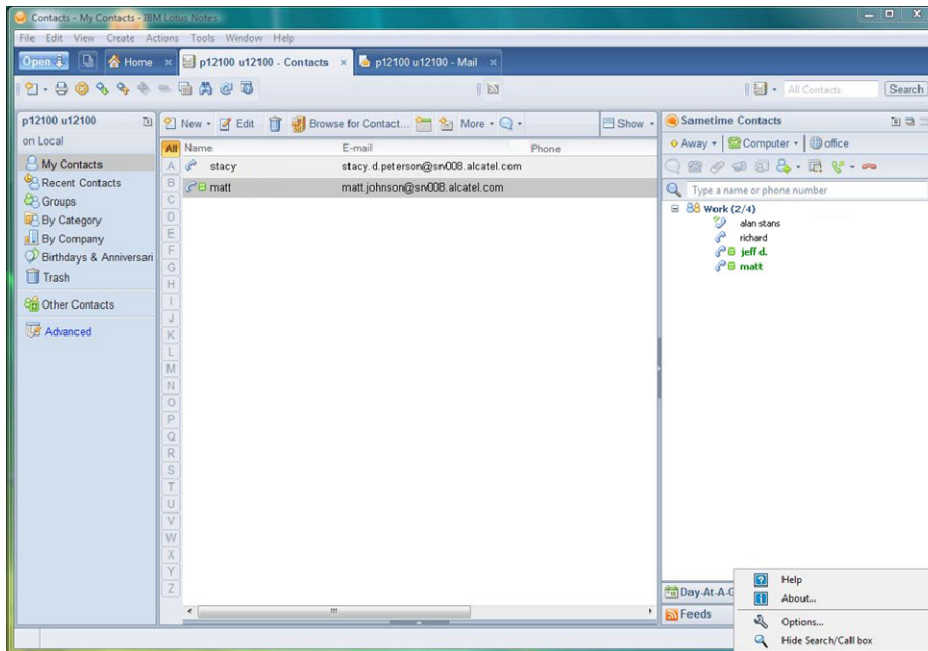 Contacts - My Contacts - IBM Lotus Notes
File Edit View Create Actions Tools Window Help
Open Home p12100 u12100 - Contacts p12100 u12100 - Mail
All Contacts Search
p12100 u12100
on Local
My Contacts
Recent Contacts
Groups
By Category
By Company
Birthdays & Anniversari
Trash
Other Contacts
Advanced
New Edit Browse for Contact... More Show
All Name E-mail Phone
A stacy stacy.d.peterson@srv008.alcatel.com
B matt matt.johnson@srv008.alcatel.com
C
D
E
F
G
H
I
J
K
L
M
N
O
P
Q
R
S
T
U
V
W
X
Y
Z
Sametime Contacts
Away Computer office
Type a name or phone number
Work (2/4)
alan stans
richard
jeff d.
matt
Day-At-A-G
Feeds
Help
About...
Options...
Hide Search/Call box